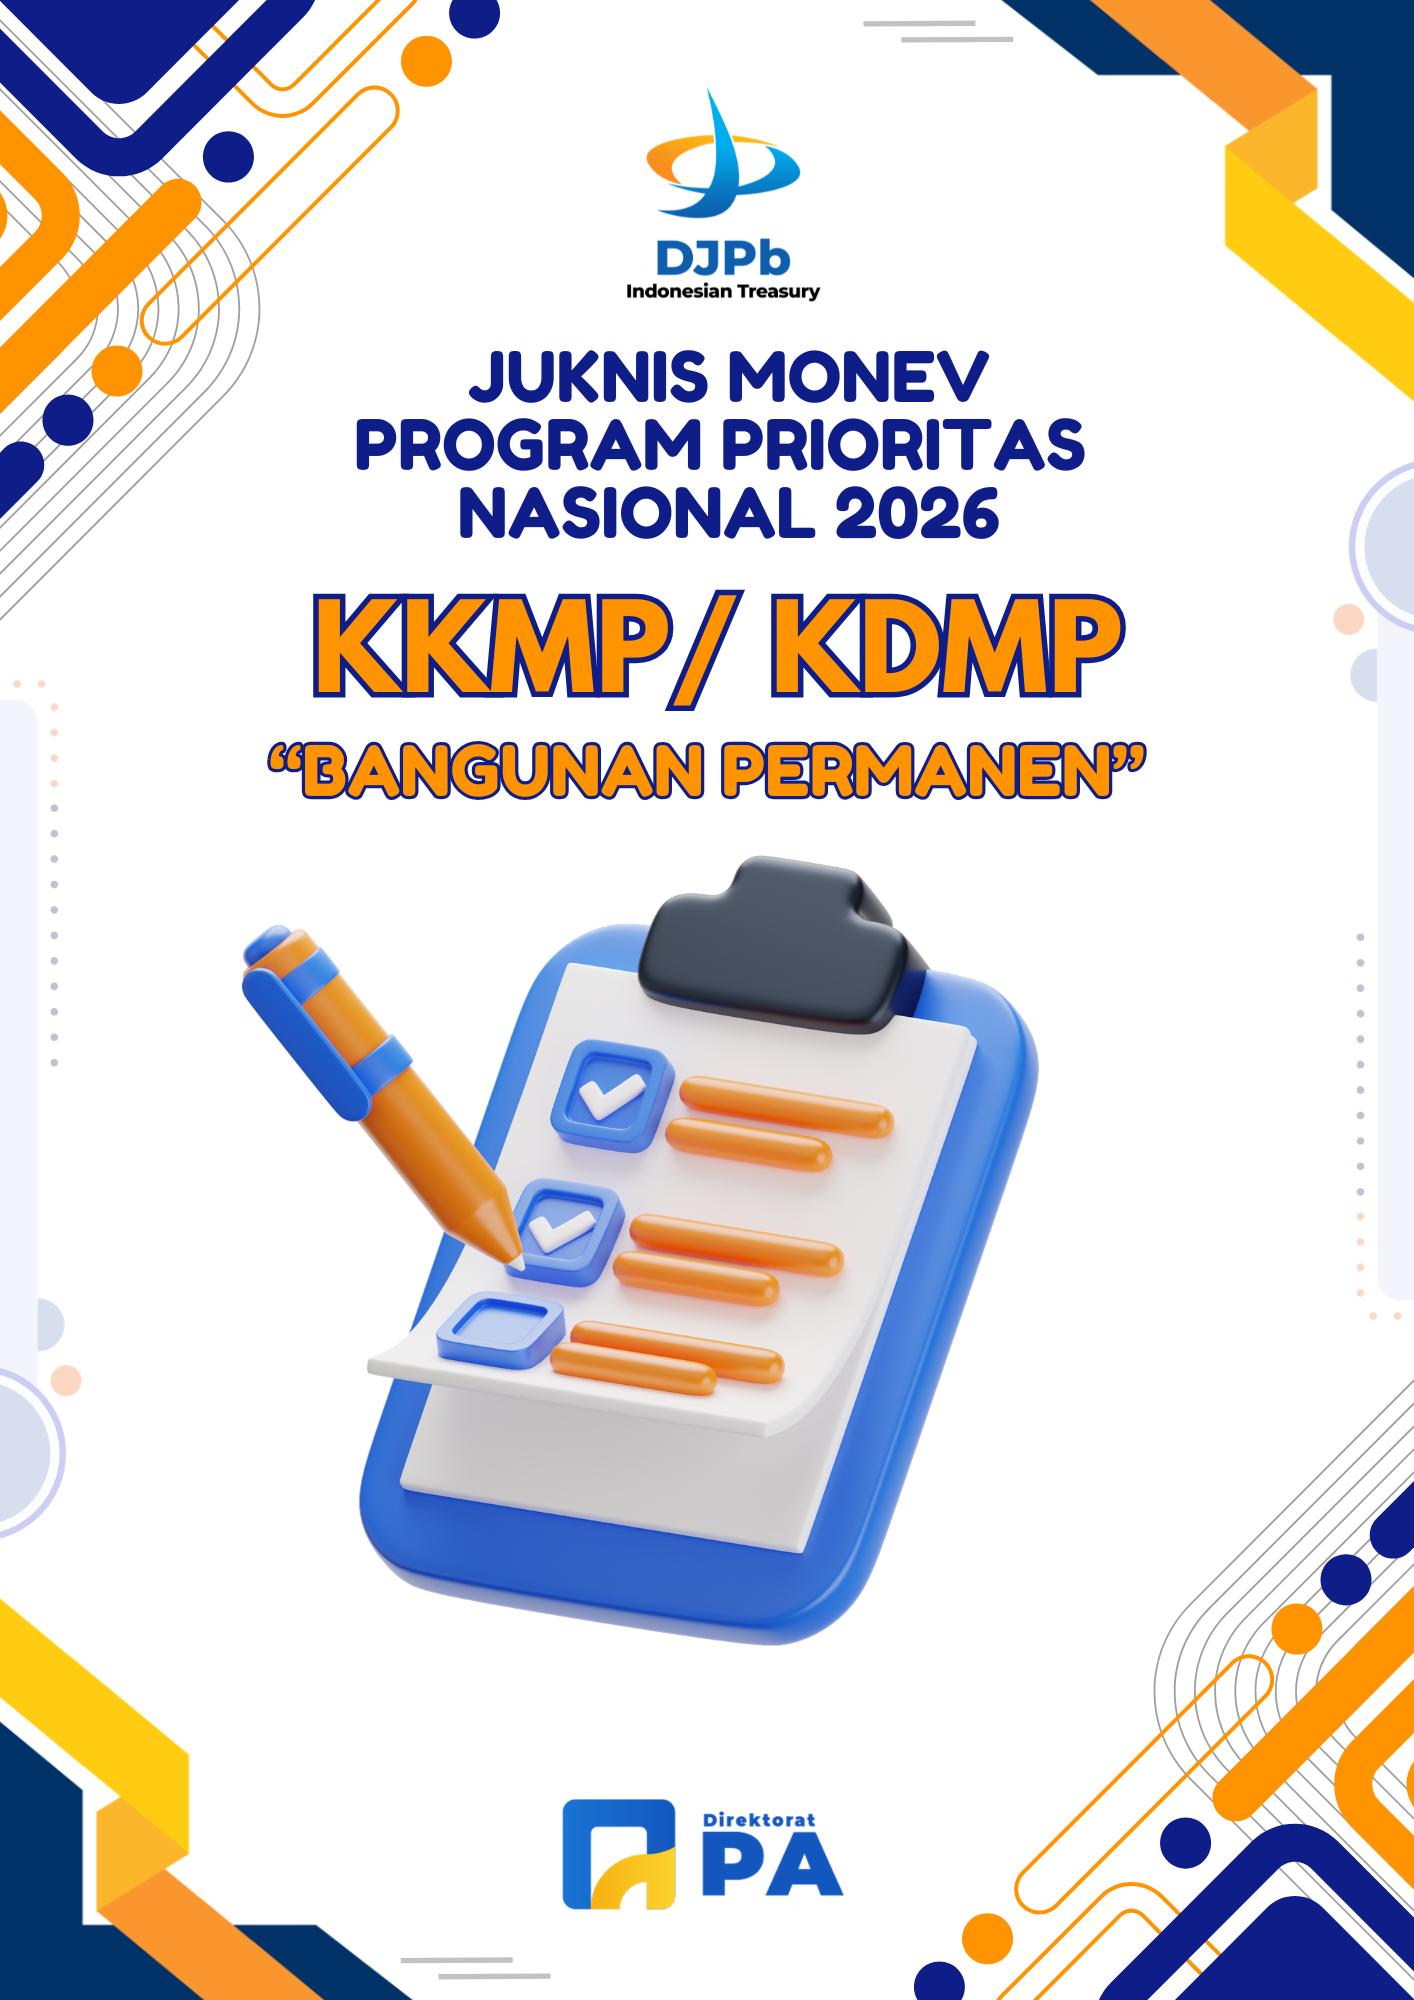 DJPb
Indonesian Treasury
JUKNIS MONEV
PROGRAM PRIORITAS
NASIONAL 2026
KKMP/ KDMP
“BANGUNAN PERMANEN”
Direktorat
PA